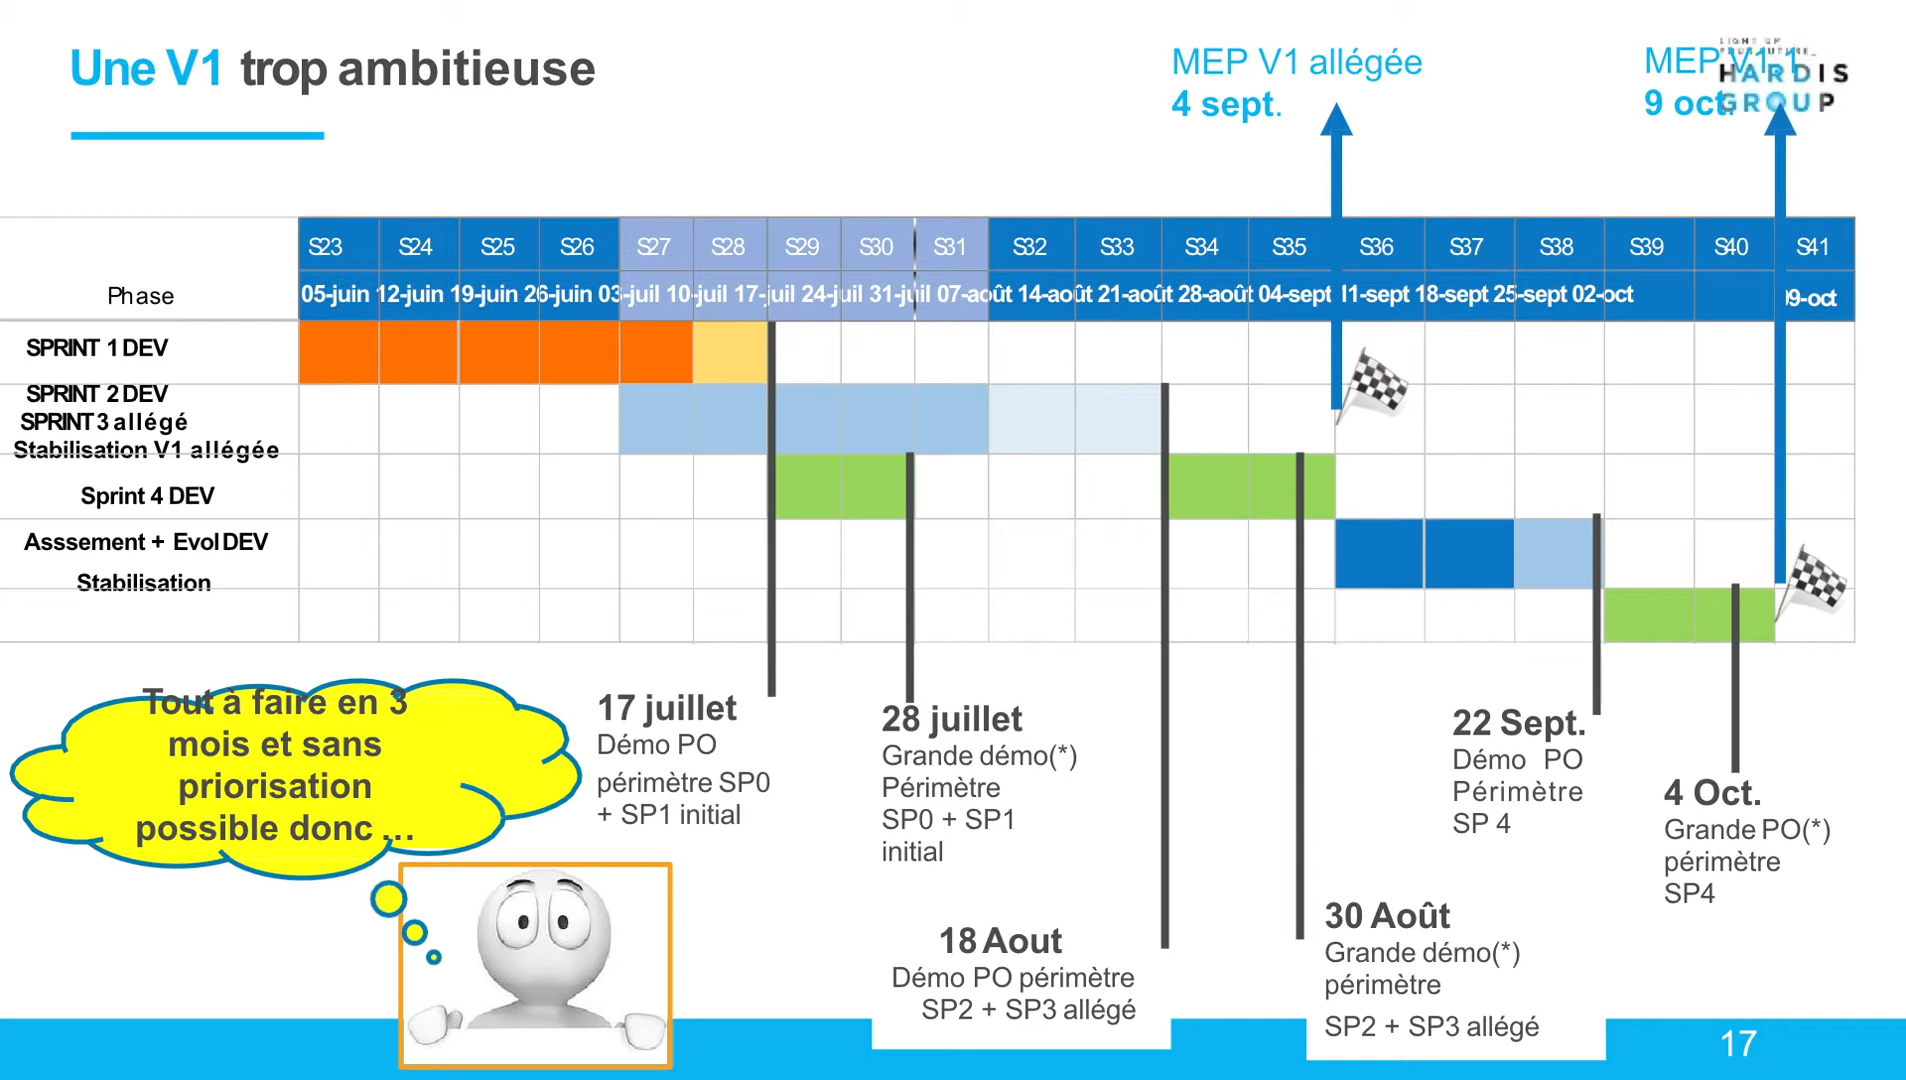 Une V1 trop ambitieuse
MEP V1 allégée
4 sept.
MEP V1.1
9 oct.
HARDIS
GROUP
S23 S24 S25 S26 S27 S28 S29 S30 S31 S32 S33 S34 S35 S36 S37 S38 S39 S40 S41
Phase 05-juin 12-juin 19-juin 26-juin 03-juil 10-juil 17-juil 24-juil 31-juil 07-août 14-août 21-août 28-août 04-sept 11-sept 18-sept 25-sept 02-oct 09-oct
SPRINT 1 DEV
SPRINT 2 DEV
SPRINT 3 allégé
Stabilisation V1 allégée
Sprint 4 DEV
Asssement + Evol DEV
Stabilisation
Tout à faire en 3
mois et sans
priorisation
possible donc …
17 juillet
Démo PO
périmètre SP0
+ SP1 initial
28 juillet
Grande démo(*)
Périmètre
SP0 + SP1
initial
18 Aout
Démo PO périmètre
SP2 + SP3 allégé
30 Août
Grande démo(*)
périmètre
SP2 + SP3 allégé
22 Sept.
Démo PO
Périmètre
SP 4
4 Oct.
Grande PO(*)
périmètre
SP4
17